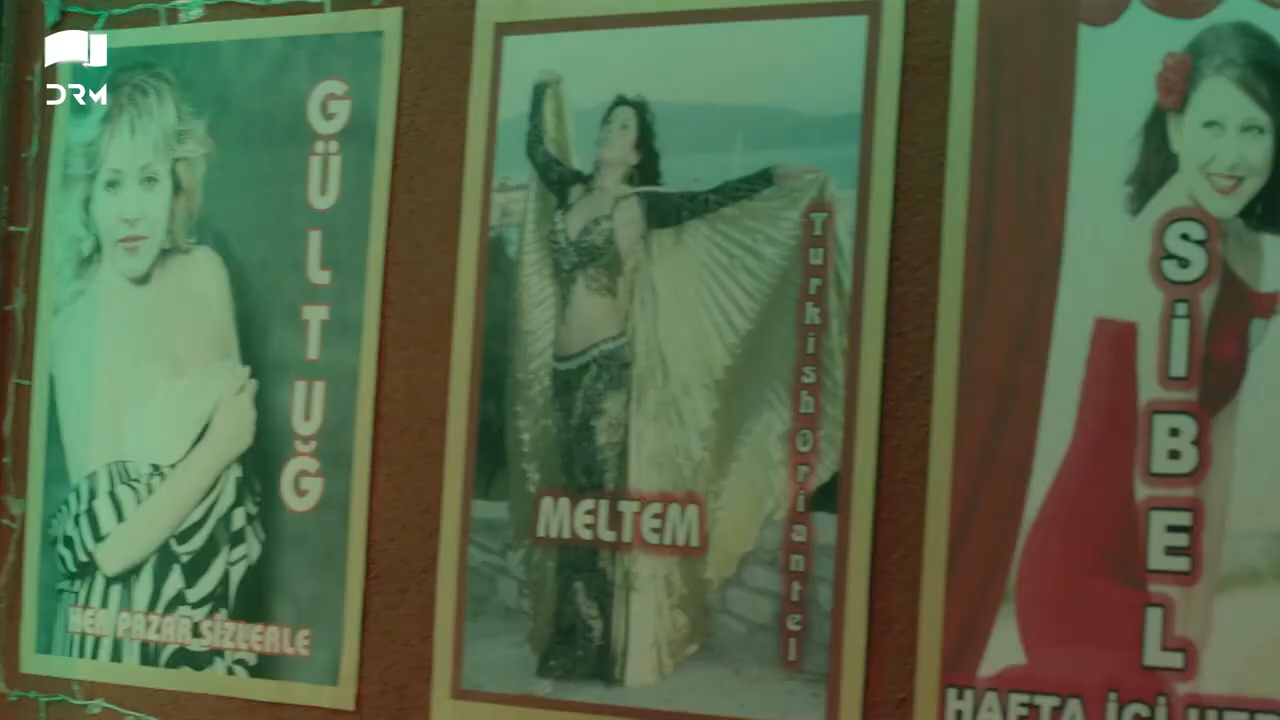 DRM
GÜLTUĞ
HER PAZAR SİZLERLE
MELTEM
Turkish Oriantel
SİBEL
HAFTA İÇİ